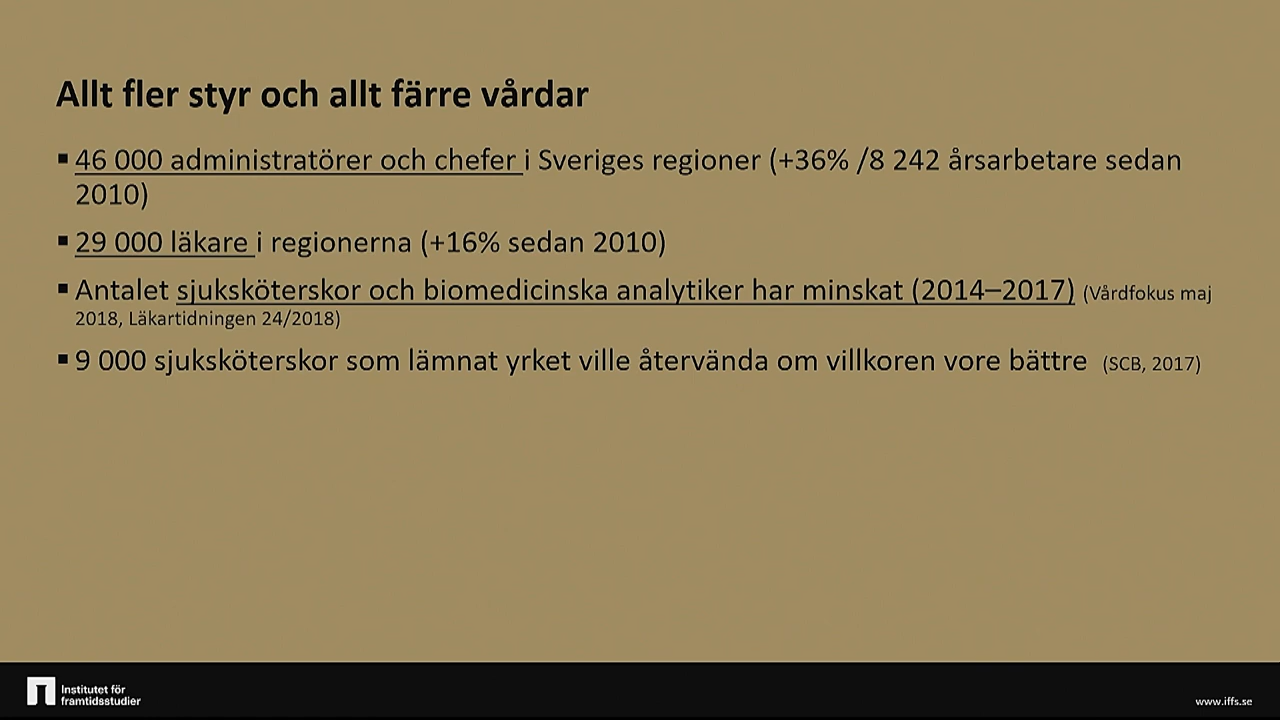 Allt fler styr och allt färre vårdar
▪ 46 000 administratörer och chefer i Sveriges regioner (+36% /8 242 årsarbetare sedan
2010)
▪ 29 000 läkare i regionerna (+16% sedan 2010)
▪ Antalet sjuksköterskor och biomedicinska analytiker har minskat (2014–2017) (Vårdfokus maj
2018, Läkartidningen 24/2018)
▪ 9 000 sjuksköterskor som lämnat yrket ville återvända om villkoren vore bättre (SCB, 2017)
Institutet för
framtidsstudier
www.iffs.se